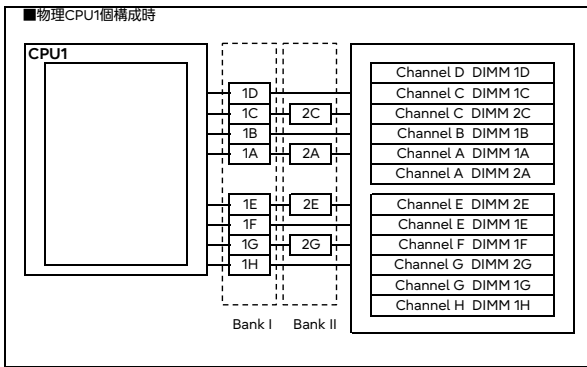 ■物理CPU1個構成時
CPU1
1D
1C 2C
1B
1A 2A
1E 2E
1F
1G 2G
1H
Bank I Bank II
Channel D DIMM 1D
Channel C DIMM 1C
Channel C DIMM 2C
Channel B DIMM 1B
Channel A DIMM 1A
Channel A DIMM 2A
Channel E DIMM 2E
Channel E DIMM 1E
Channel F DIMM 1F
Channel G DIMM 2G
Channel G DIMM 1G
Channel H DIMM 1H